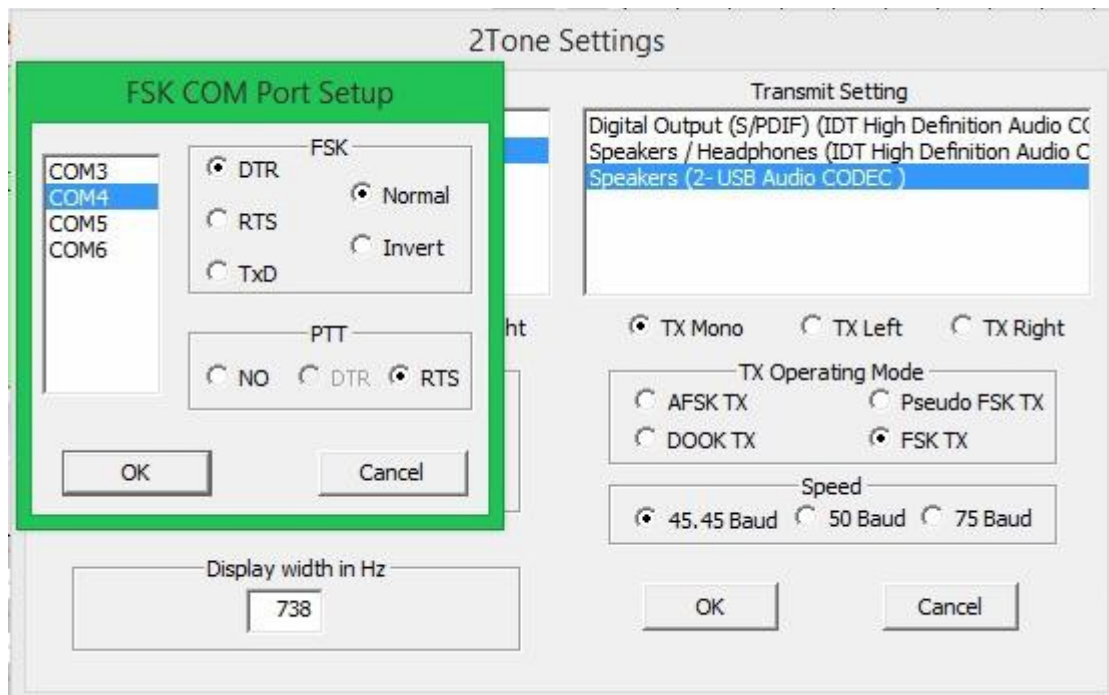 2Tone Settings
FSK COM Port Setup
COM3
COM4
COM5
COM6
FSK
DTR
Normal
RTS
Invert
TxD
PTT
NO DTR RTS
OK Cancel
Transmit Setting
Digital Output (S/PDIF) (IDT High Definition Audio CO
Speakers / Headphones (IDT High Definition Audio C
Speakers (2- USB Audio CODEC )
ht
TX Mono TX Left TX Right
TX Operating Mode
AFSK TX Pseudo FSK TX
DOOK TX FSK TX
Speed
45.45 Baud 50 Baud 75 Baud
Display width in Hz
738
OK Cancel